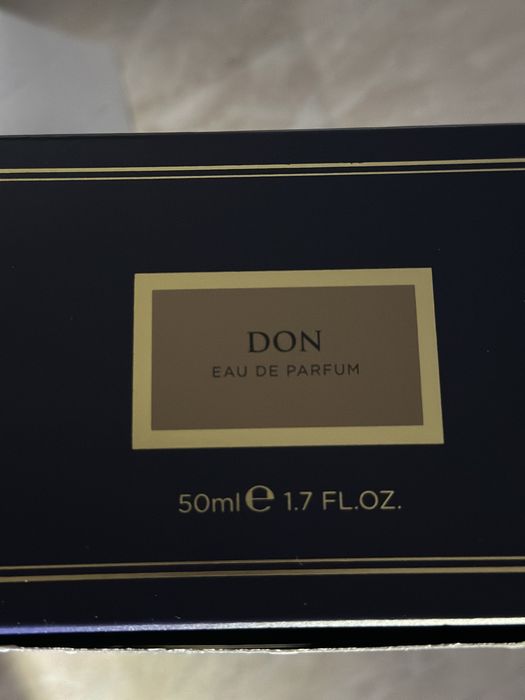 DON
EAU DE PARFUM
50ml℮ 1.7 FL.OZ.